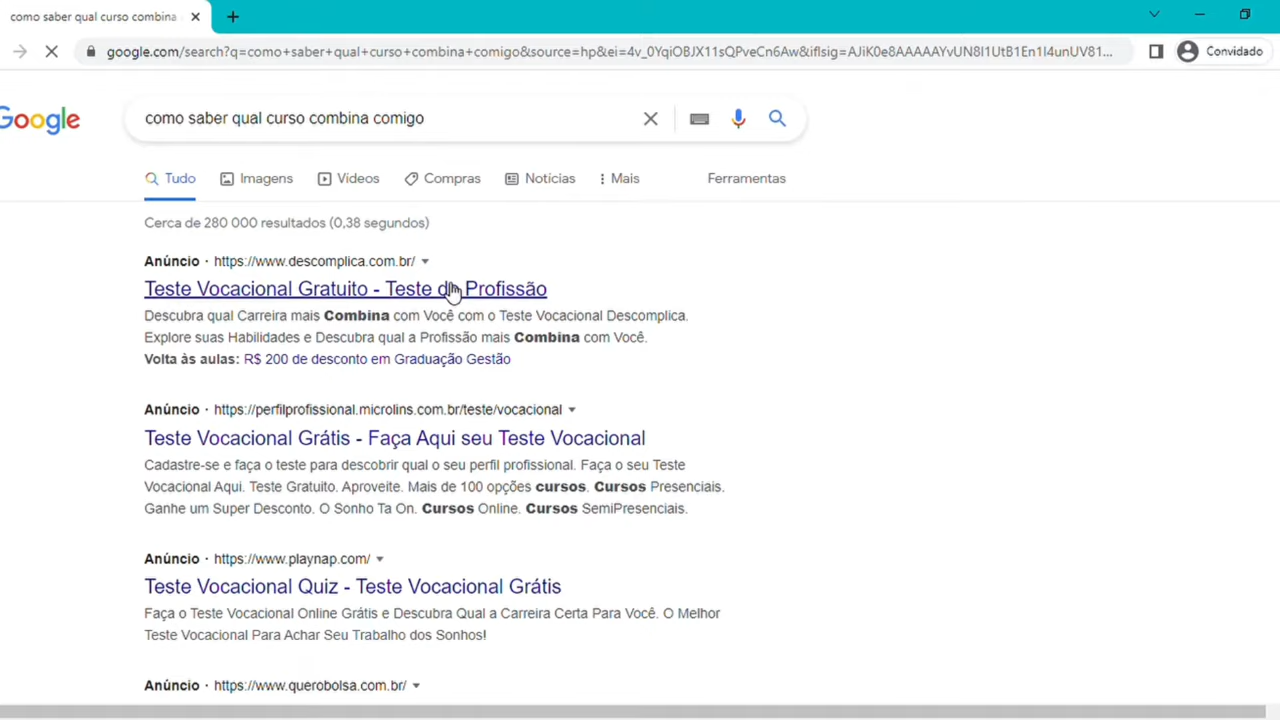 como saber qual curso combina
google.com/search?q=como+saber+qual+curso+combina+comigo&source=hp&ei=4v_0YqiOBJX11sQPveCn6Aw&iflsig=AJiK0e8AAAAAYvUN8I1UtB1En1I4unUV81...
Convidado
Google
como saber qual curso combina comigo
Tudo Imagens Vídeos Compras Notícias Mais Ferramentas
Cerca de 280 000 resultados (0,38 segundos)
Anúncio · https://www.descomplica.com.br/
Teste Vocacional Gratuito - Teste de Profissão
Descubra qual Carreira mais Combina com Você com o Teste Vocacional Descomplica.
Explore suas Habilidades e Descubra qual a Profissão mais Combina com Você.
Volta às aulas: R$ 200 de desconto em Graduação Gestão
Anúncio · https://perfilprofissional.microlins.com.br/teste/vocacional
Teste Vocacional Grátis - Faça Aqui seu Teste Vocacional
Cadastre-se e faça o teste para descobrir qual o seu perfil profissional. Faça o seu Teste
Vocacional Aqui. Teste Gratuito. Aproveite. Mais de 100 opções cursos. Cursos Presenciais.
Ganhe um Super Desconto. O Sonho Ta On. Cursos Online. Cursos SemiPresenciais.
Anúncio · https://www.playnap.com/
Teste Vocacional Quiz - Teste Vocacional Grátis
Faça o Teste Vocacional Online Grátis e Descubra Qual a Carreira Certa Para Você. O Melhor
Teste Vocacional Para Achar Seu Trabalho dos Sonhos!
Anúncio · https://www.querobolsa.com.br/